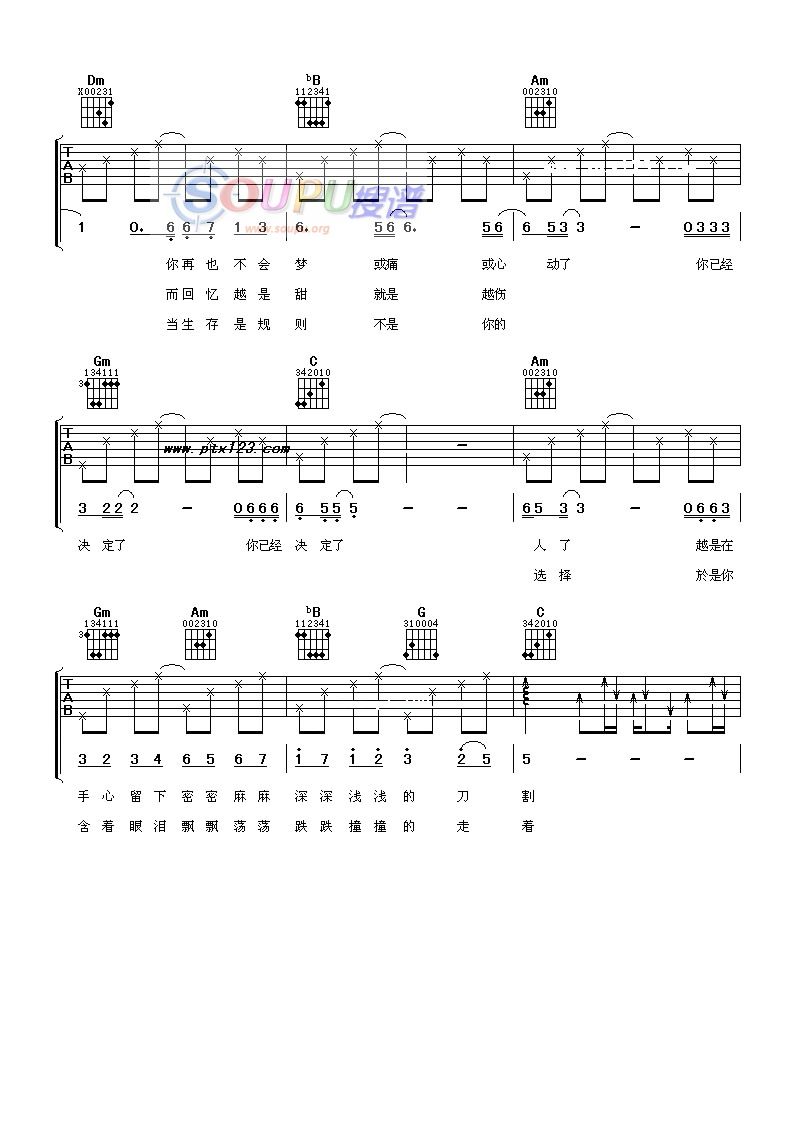 Dm ♭B Am
X00231 112341 002310
T A B
SOUPU搜谱
www.soupu.org
1 0. 6 6 7 1 3 6. 5 6 6. 5 6 6 5 3 3 - 0 3 3 3
你再也不会梦 或痛 或心动了 你已经
而回忆越是甜 就是 越伤
当生存是规则 不是 你的
Gm C Am
3 134111 342010 002310
T A B
www.ptx123.com
3 2 2 2 - 0 6 6 6 6 5 5 5 - - 6 5 3 3 - 0 6 6 3
决定了 你已经决定了 人了 越是在
选择 於是你
Gm Am ♭B G C
3 134111 002310 112341 310004 342010
T A B
3 2 3 4 6 5 6 7 1 7 1 2 3 2 5 5 - - -
手心留下密密麻麻 深深浅浅的刀割
含着眼泪飘飘荡荡 跌跌撞撞的走着